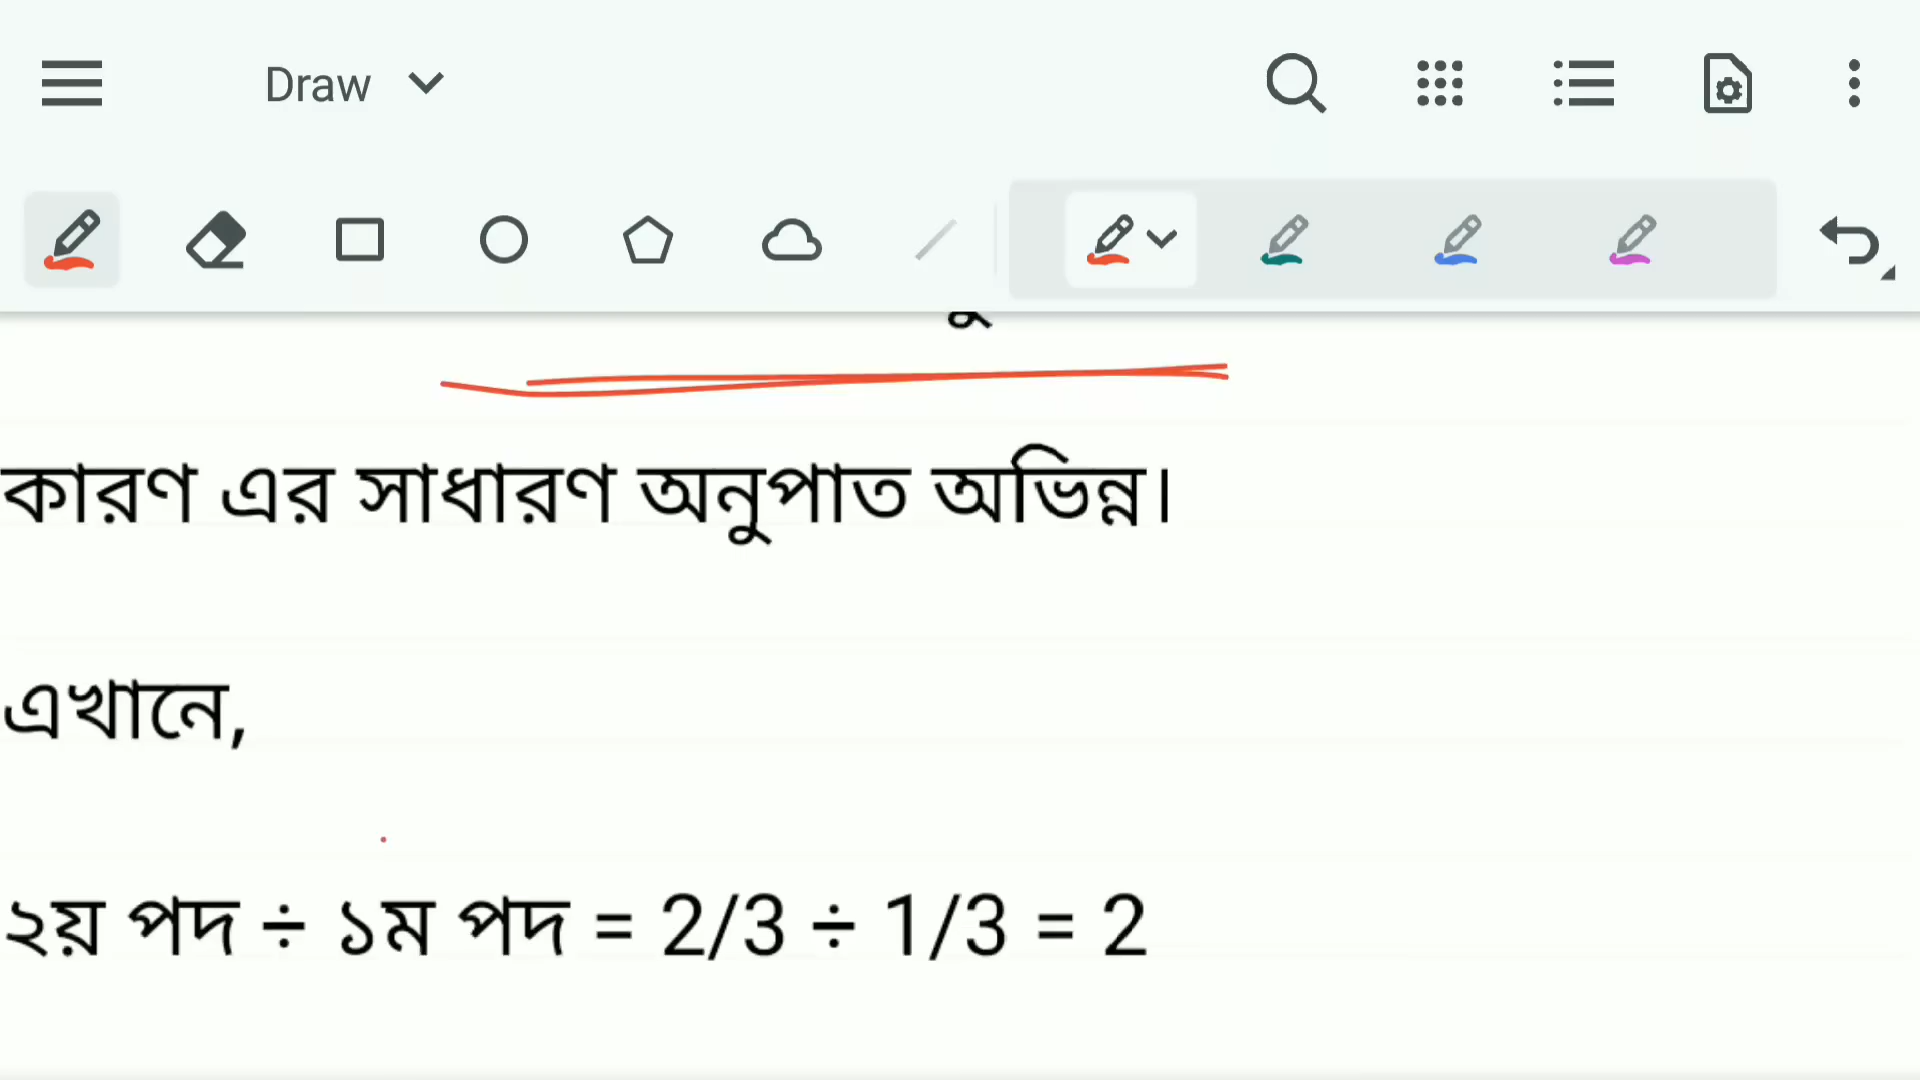 Draw
কারণ এর সাধারণ অনুপাত অভিন্ন।
এখানে,
২য় পদ ÷ ১ম পদ = 2/3 ÷ 1/3 = 2